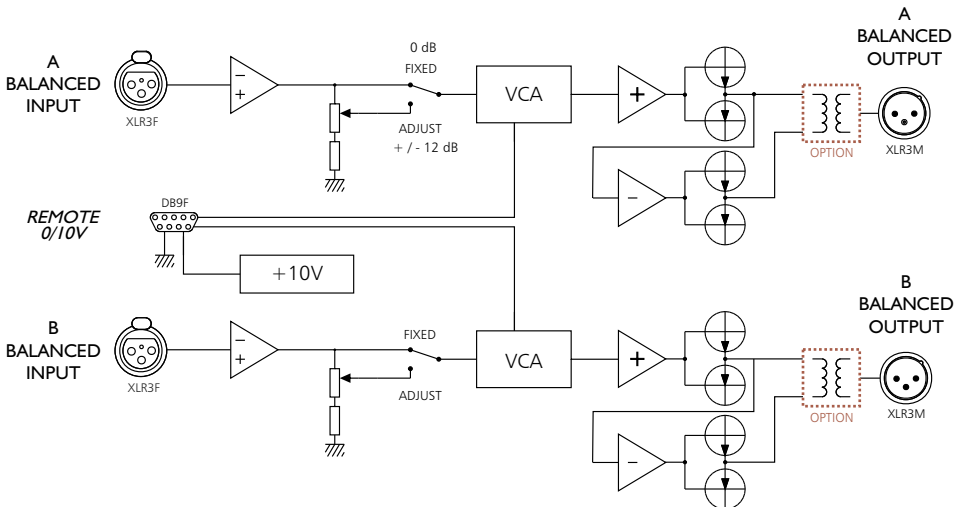 A
BALANCED
INPUT
XLR3F
−
+
0 dB
FIXED
ADJUST
+ / - 12 dB
VCA
+
−
OPTION
A
BALANCED
OUTPUT
XLR3M
REMOTE
0/10V
DB9F
+10V
B
BALANCED
INPUT
XLR3F
−
+
FIXED
ADJUST
VCA
+
−
OPTION
B
BALANCED
OUTPUT
XLR3M